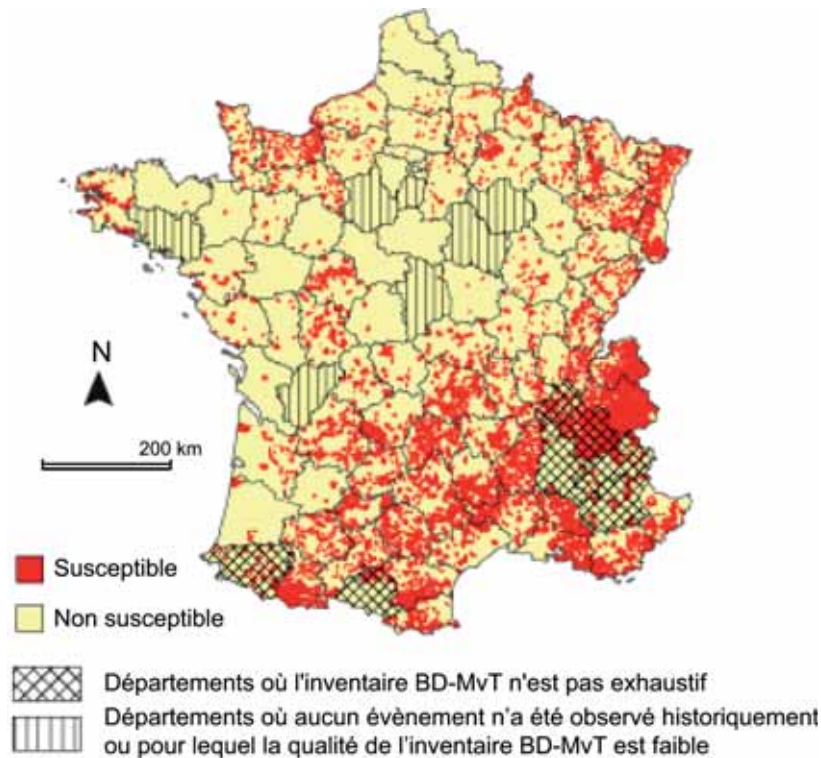 N
200 km
Susceptible
Non susceptible
Départements où l'inventaire BD-MvT n'est pas exhaustif
Départements où aucun évènement n'a été observé historiquement
ou pour lequel la qualité de l'inventaire BD-MvT est faible